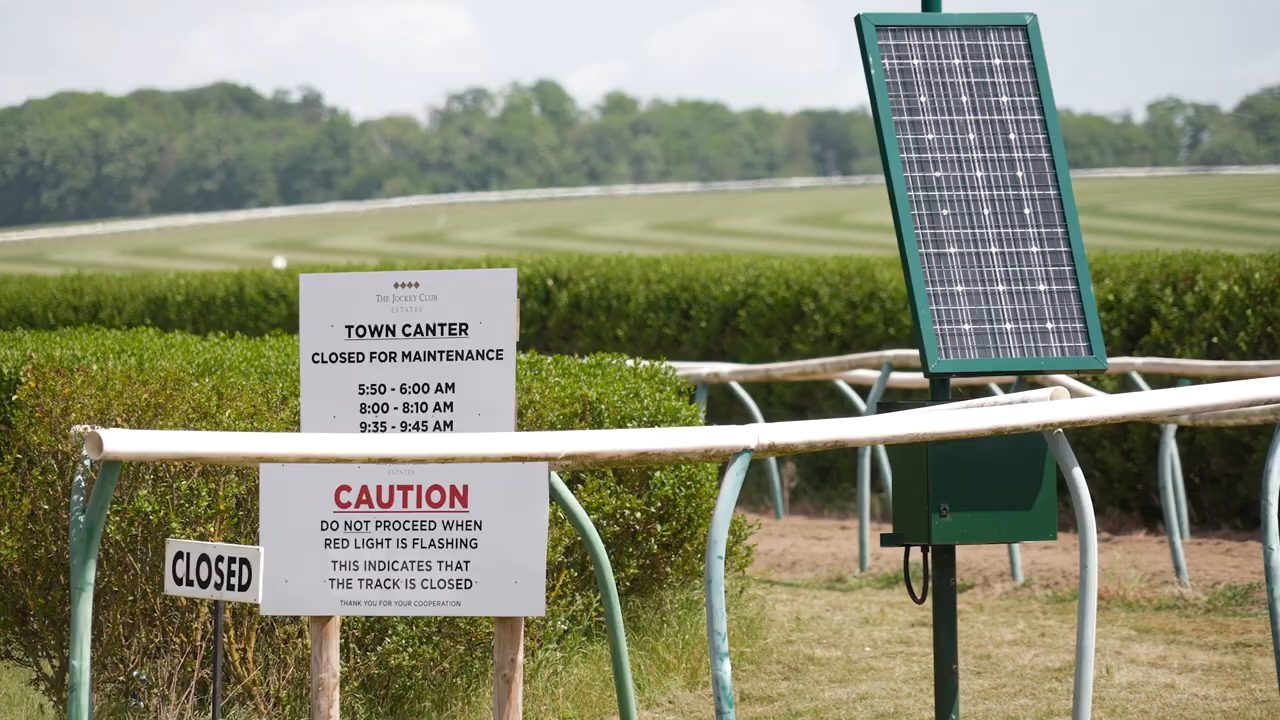 THE JOCKEY CLUB
ESTATES
TOWN CANTER
CLOSED FOR MAINTENANCE
5:50 - 6:00 AM
8:00 - 8:10 AM
9:35 - 9:45 AM
ESTATES
CAUTION
DO NOT PROCEED WHEN
RED LIGHT IS FLASHING
THIS INDICATES THAT
THE TRACK IS CLOSED
THANK YOU FOR YOUR COOPERATION
CLOSED